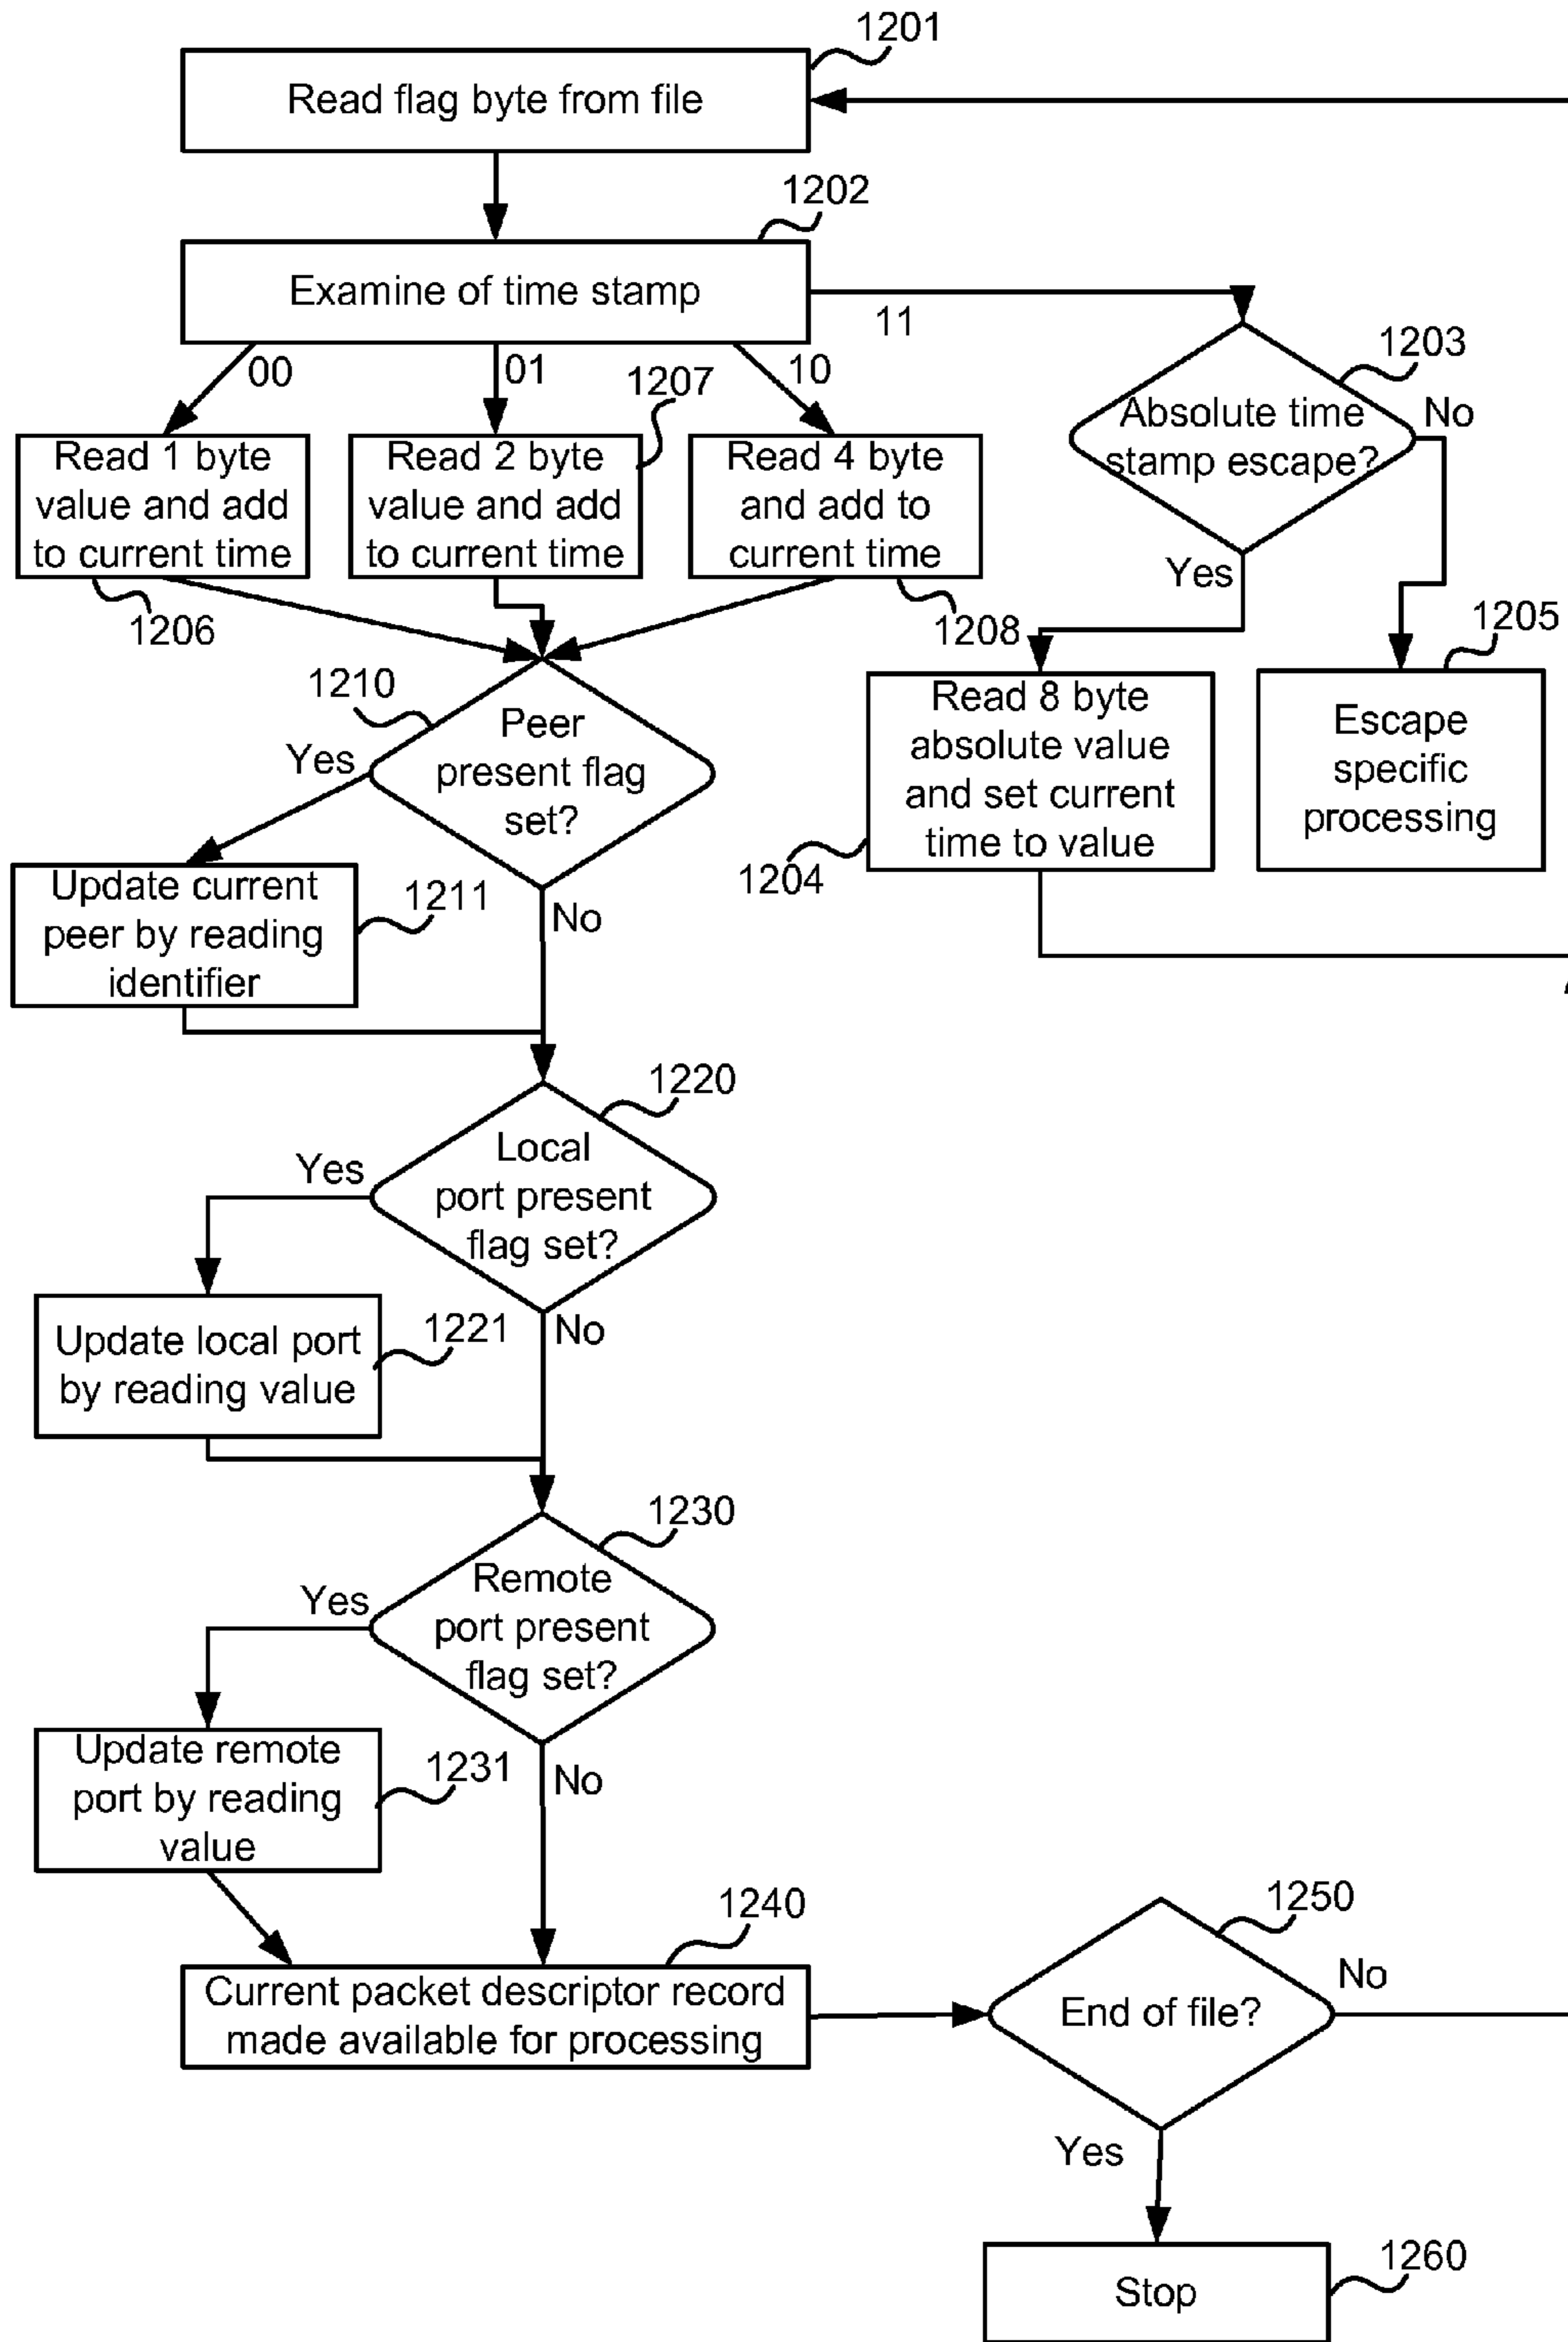 1201
Read flag byte from file
1202
Examine of time stamp
11
00
01
1207
10
1203
Absolute time
stamp escape?
No
Yes
Read 1 byte
value and add
to current time
Read 2 byte
value and add
to current time
Read 4 byte
and add to
current time
1206
1208
1205
1210
Peer
present flag
set?
Yes
No
Read 8 byte
absolute value
and set current
time to value
1204
Escape
specific
processing
Update current
peer by reading
identifier
1211
1220
Local
port present
flag set?
Yes
No
Update local port
by reading value
1221
1230
Remote
port present
flag set?
Yes
No
Update remote
port by reading
value
1231
1240
Current packet descriptor record
made available for processing
1250
End of file?
No
Yes
Stop
1260